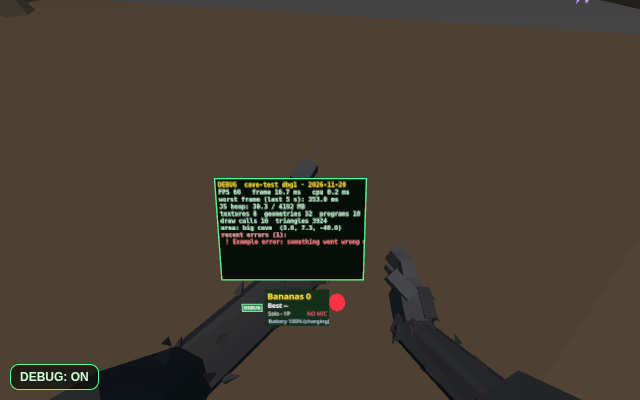 DEBUG cave-test dbg1 · 2026-11-20
FPS 60 frame 16.7 ms cpu 0.2 ms
worst frame (last 5 s): 353.0 ms
JS heap: 30.3 / 4192 MB
textures 8 geometries 32 programs 10
draw calls 16 triangles 3924
area: big cave (3.0, 7.3, -40.0)
recent errors (1):
! Example error: something went wrong
Bananas 0
DEBUG
Best —
Solo · 1P NO MIC
Battery 100% (charging)
DEBUG: ON